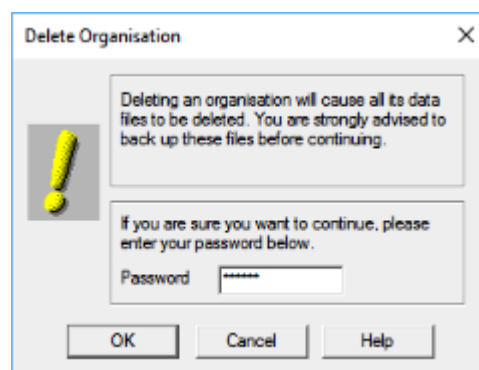 Delete Organisation
Deleting an organisation will cause all its data
files to be deleted. You are strongly advised to
back up these files before continuing.
If you are sure you want to continue, please
enter your password below.
Password ******
OK Cancel Help